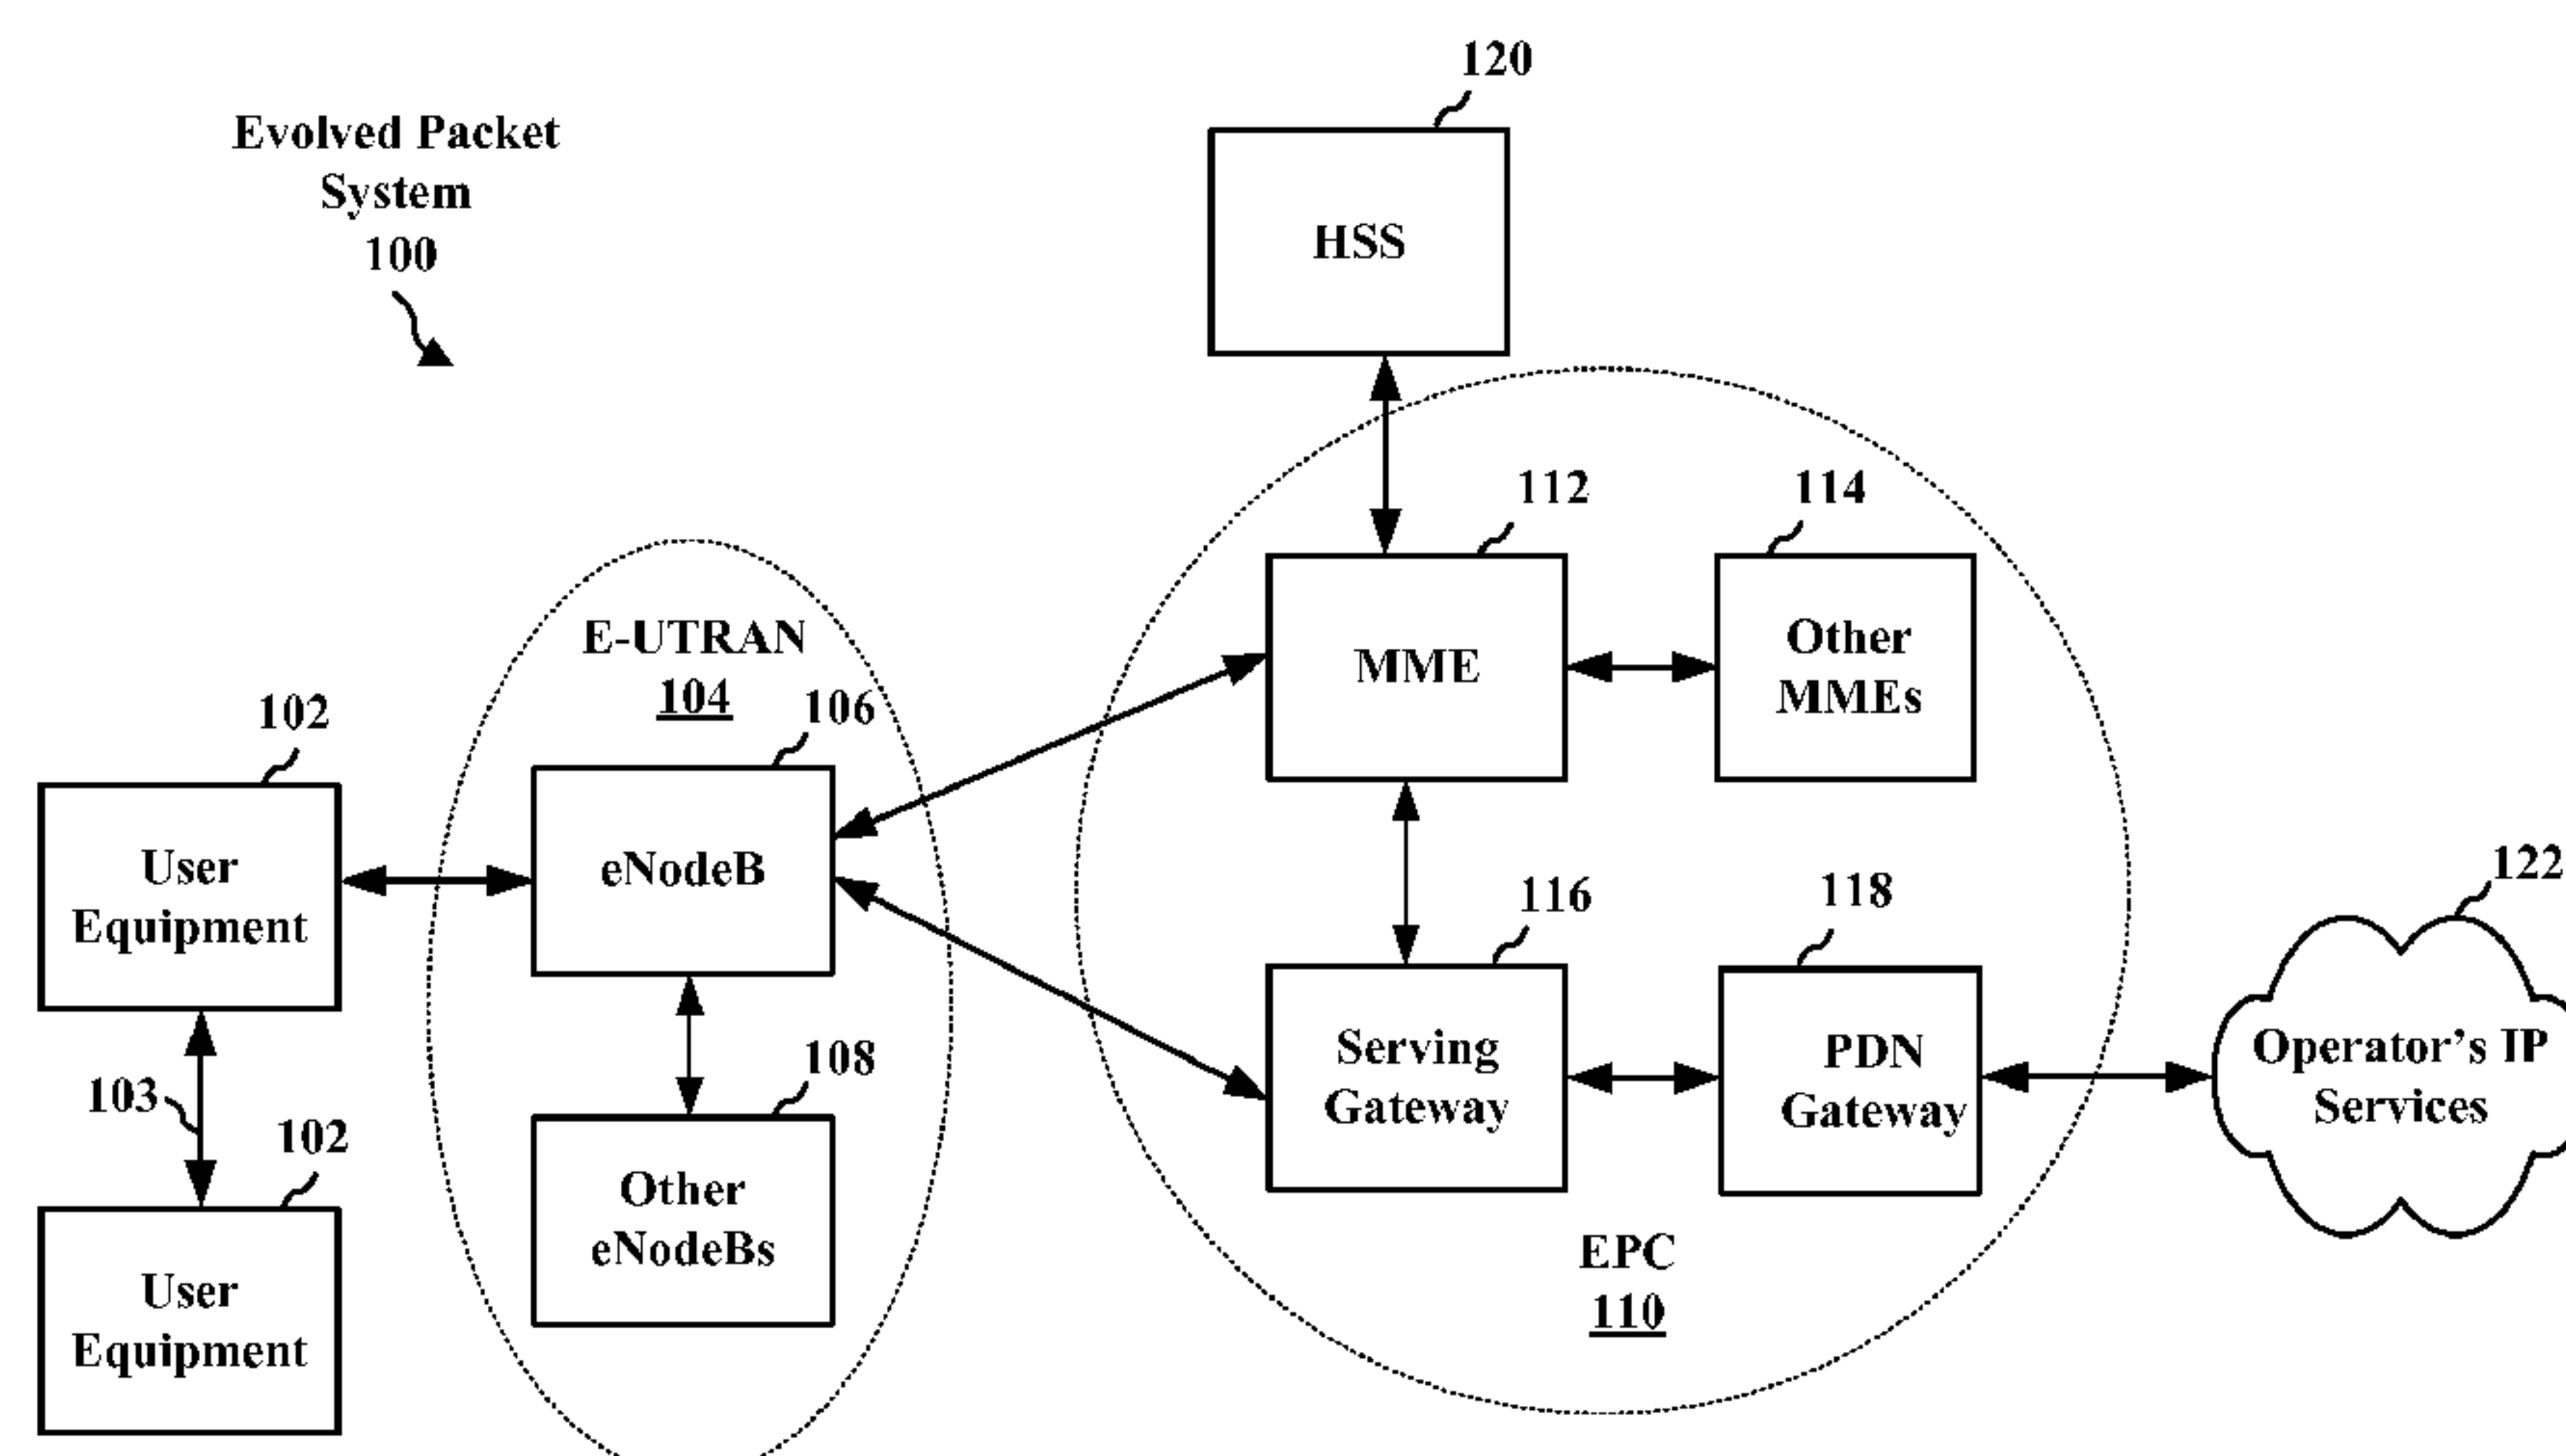 Evolved Packet
System
100
120
HSS
112
114
MME
Other
MMEs
E-UTRAN
104
106
102
User
Equipment
eNodeB
103
102
User
Equipment
108
Other
eNodeBs
116
118
Serving
Gateway
PDN
Gateway
EPC
110
122
Operator's IP
Services